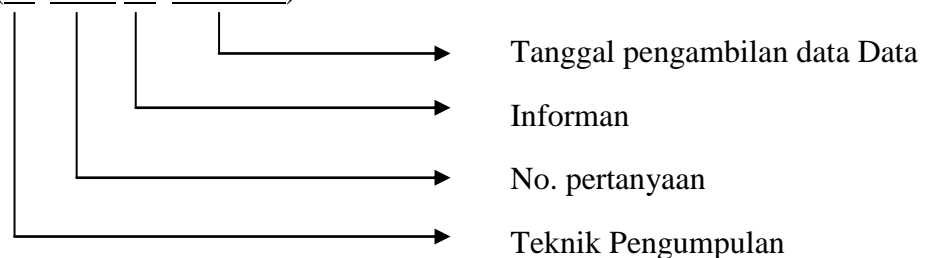 Tanggal pengambilan data Data
Informan
No. pertanyaan
Teknik Pengumpulan